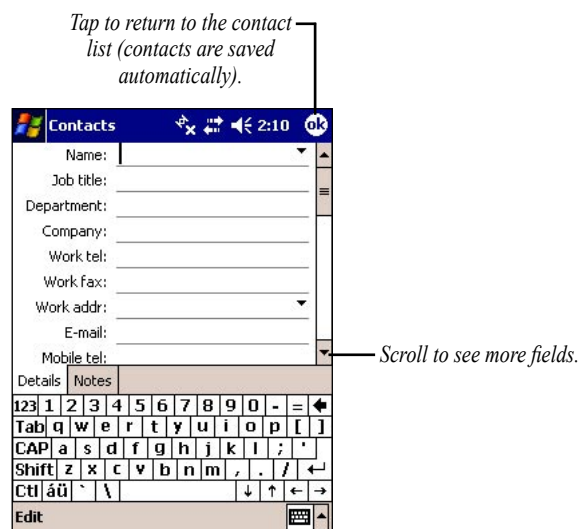 Tap to return to the contact
list (contacts are saved
automatically).
Contacts 2:10 ok
Name:
Job title:
Department:
Company:
Work tel:
Work fax:
Work addr:
E-mail:
Mobile tel:
Scroll to see more fields.
Details Notes
123 1 2 3 4 5 6 7 8 9 0 - =
Tab q w e r t y u i o p [ ]
CAP a s d f g h j k l ; '
Shift z x c v b n m , . /
Ctl áü ` \
Edit